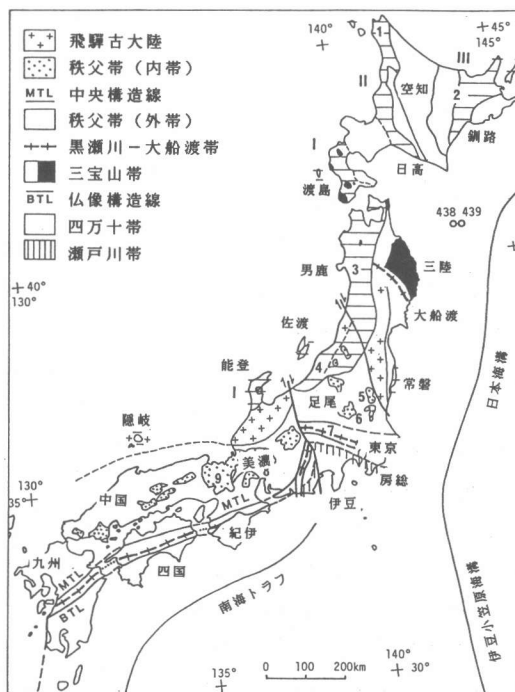 飛騨古大陸
秩父帯（内帯）
MTL 中央構造線
秩父帯（外帯）
黒瀬川－大船渡帯
三宝山帯
BTL 仏像構造線
四万十帯
瀬戸川帯
140°
45°
145°
1
III
II
空知
2
釧路
I
日高
渡島
438 439
40°
130°
男鹿
3
三陸
大船渡
佐渡
能登
4
I
足尾
5
常磐
6
日本海溝
隠岐
7
東京
美濃
9
房総
130°
35°
中国
MTL
伊豆
紀伊
九州
四国
MTL
BTL
南海トラフ
伊豆小笠原海溝
135°
0 100 200km
140°
30°